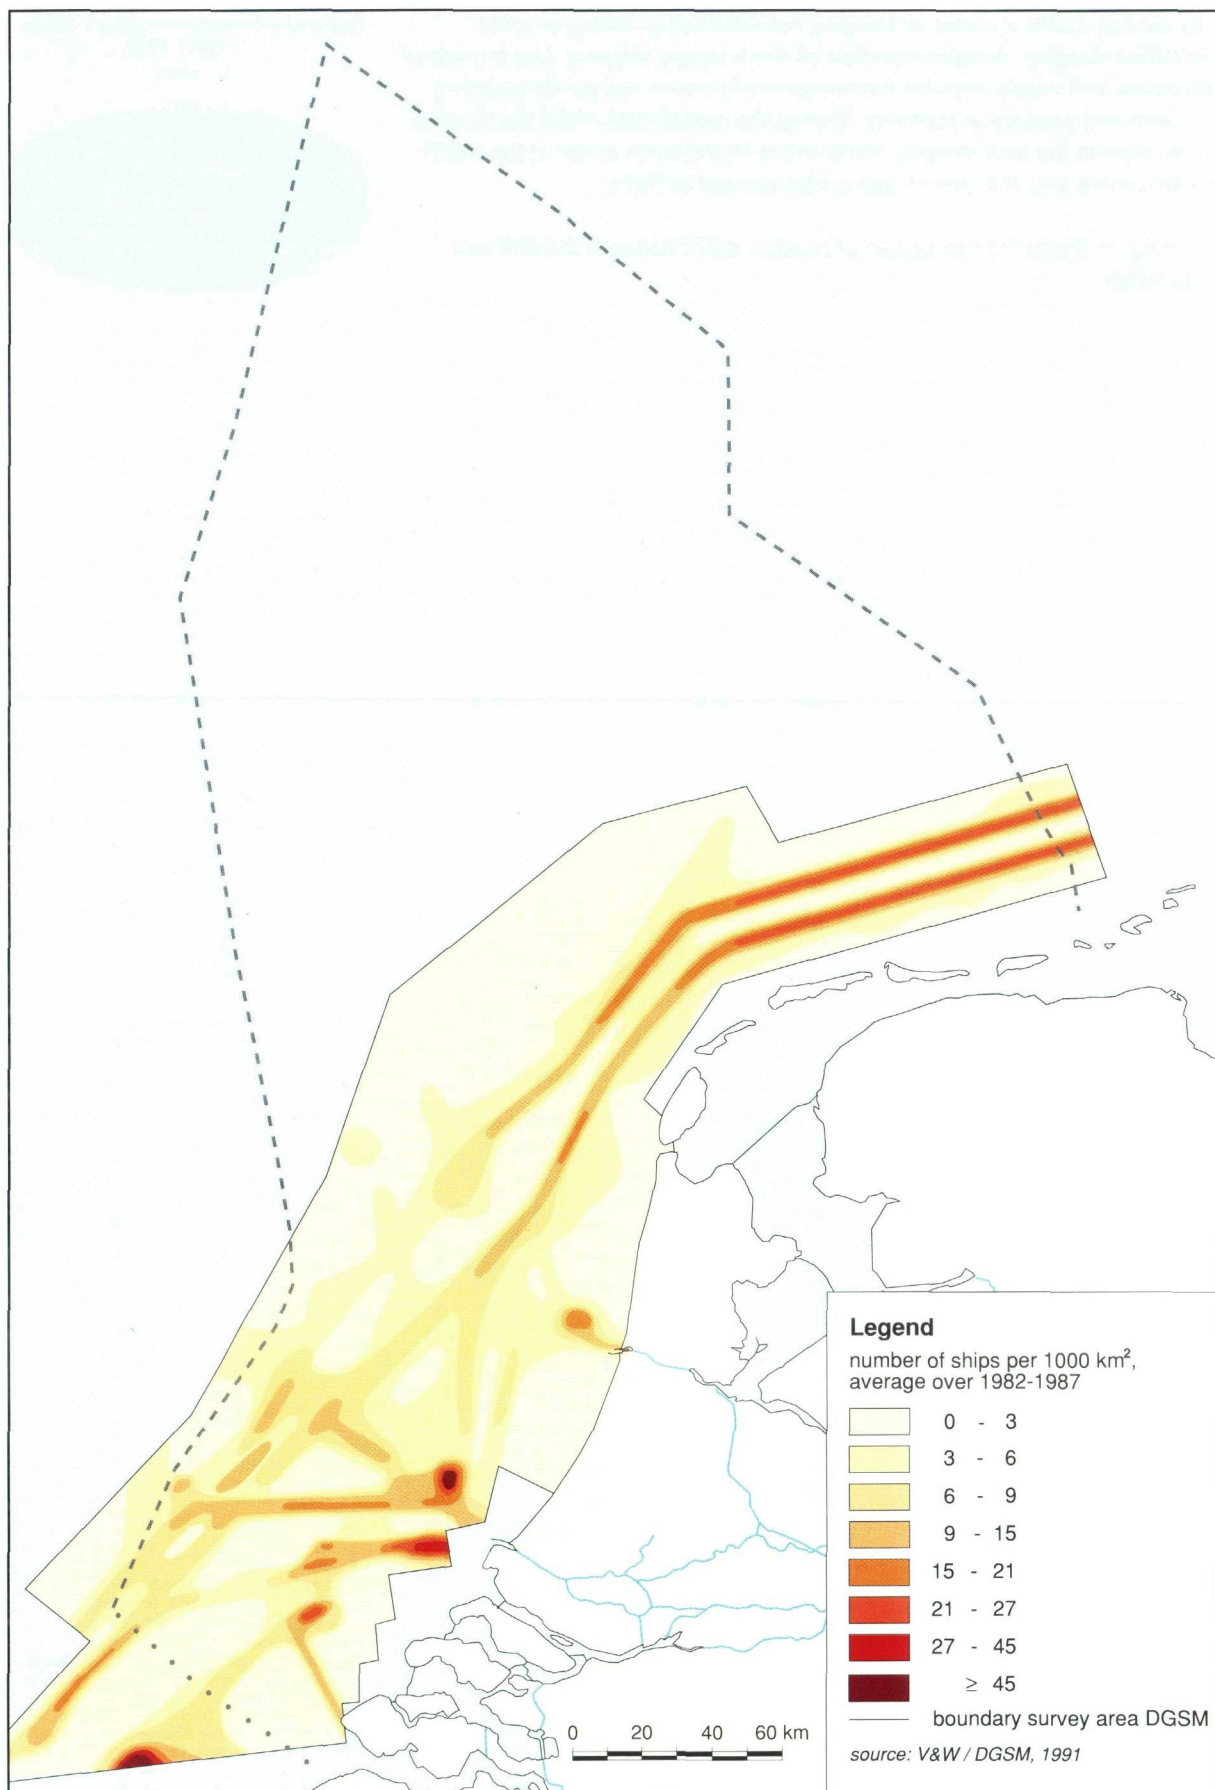 0 20 40 60 km
Legend
number of ships per 1000 km²,
average over 1982-1987
0 - 3
3 - 6
6 - 9
9 - 15
15 - 21
21 - 27
27 - 45
≥ 45
boundary survey area DGSM
source: V&W / DGSM, 1991